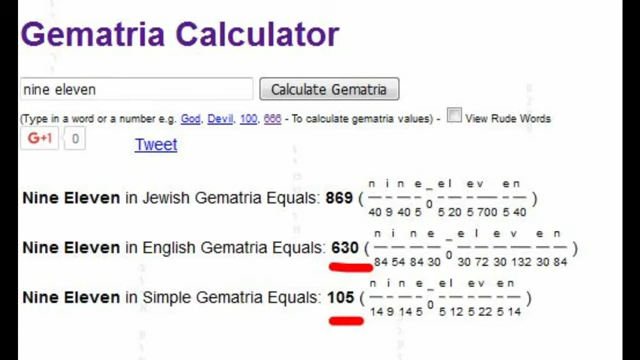 Gematria Calculator
nine eleven Calculate Gematria
(Type in a word or a number e.g. God, Devil, 100, 666 - To calculate gematria values) - View Rude Words
G+1 0 Tweet
n i n e _ e l e v e n
Nine Eleven in Jewish Gematria Equals: 869 ( )
40 9 40 5 0 5 20 5 700 5 40
n i n e _ e l e v e n
Nine Eleven in English Gematria Equals: 630 ( )
84 54 84 30 0 30 72 30 132 30 84
n i n e _ e l e v e n
Nine Eleven in Simple Gematria Equals: 105 ( )
14 9 14 5 0 5 12 5 22 5 14